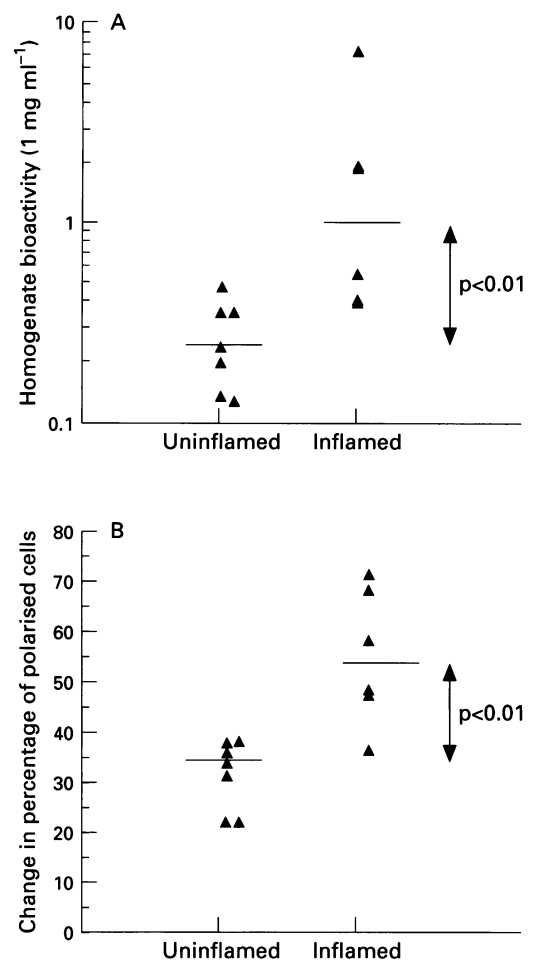 A
10
1
0.1
Homogenate bioactivity (1 mg ml⁻¹)
p<0.01
Uninflamed
Inflamed
B
80
70
60
50
40
30
20
10
0
Change in percentage of polarised cells
p<0.01
Uninflamed
Inflamed